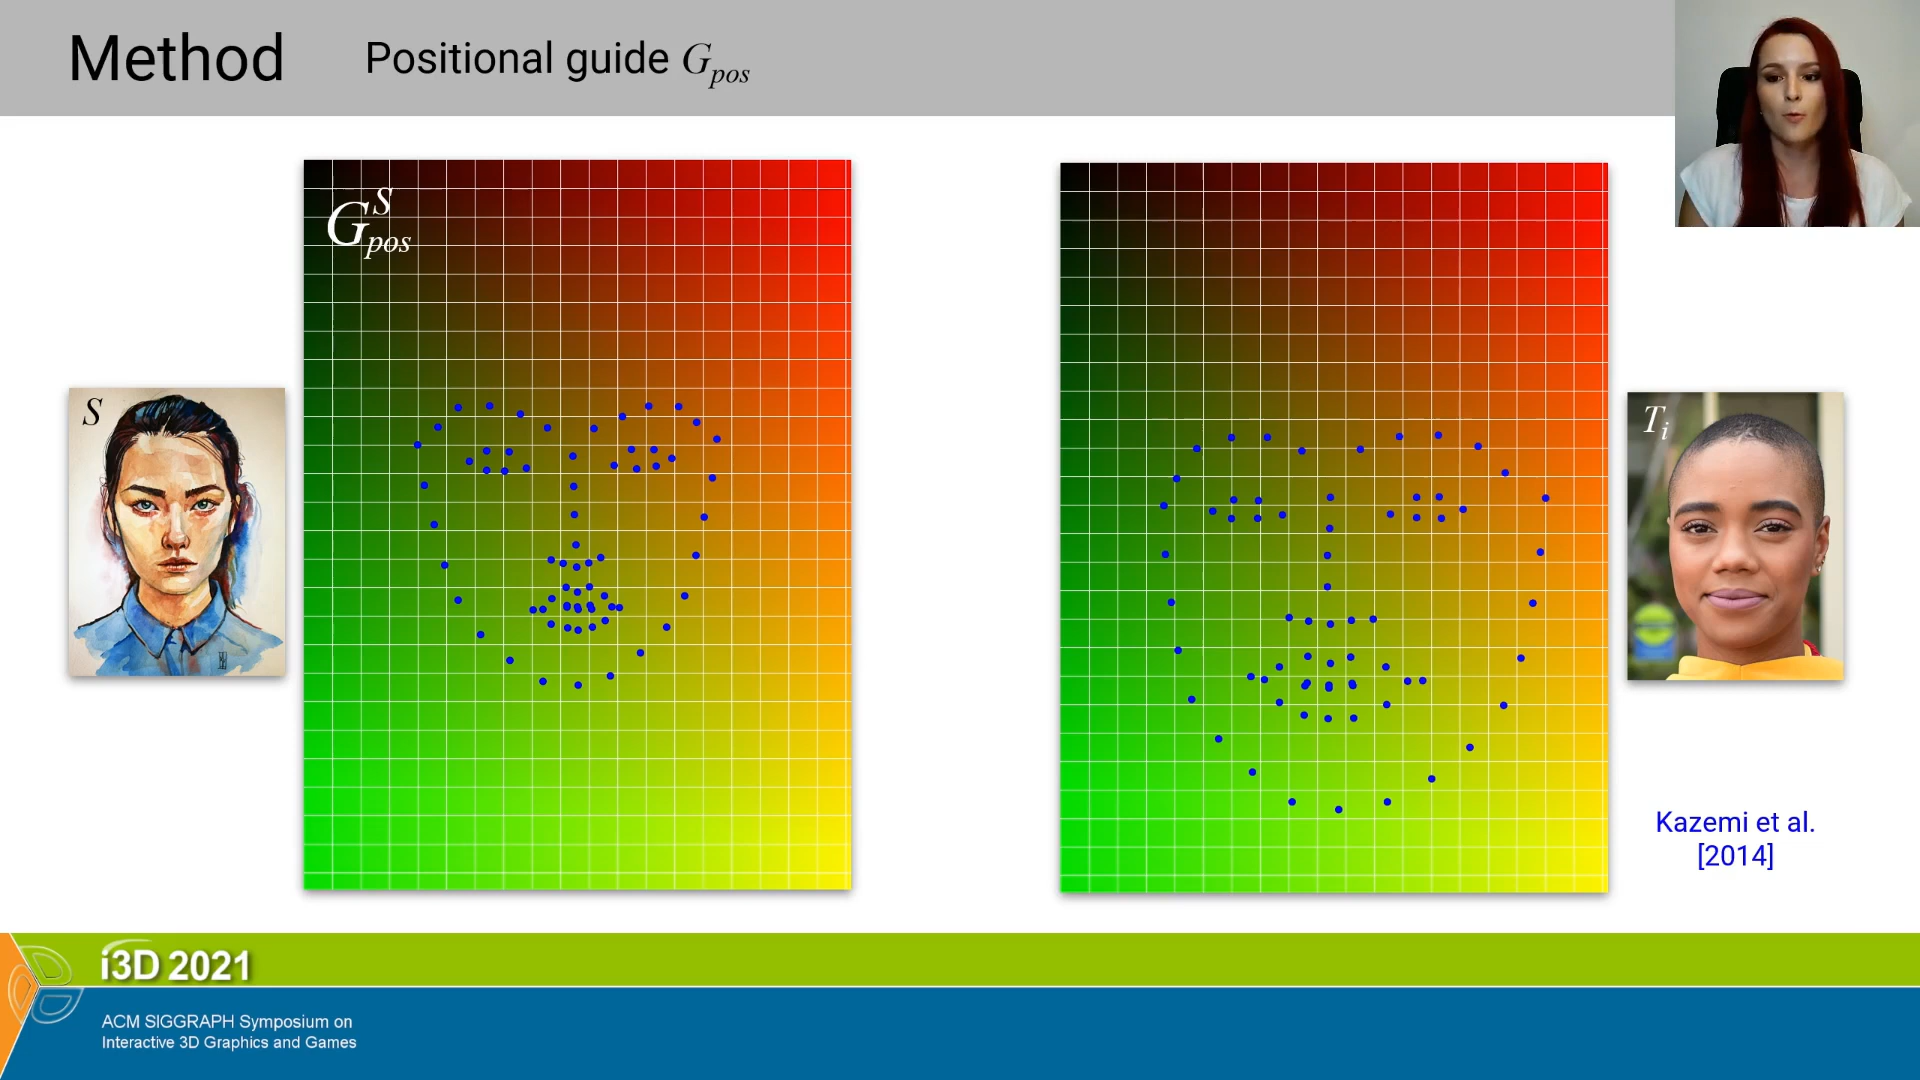 Method
Positional guide G_pos
G^S_pos
S
T_i
Kazemi et al.
[2014]
i3D 2021
ACM SIGGRAPH Symposium on
Interactive 3D Graphics and Games